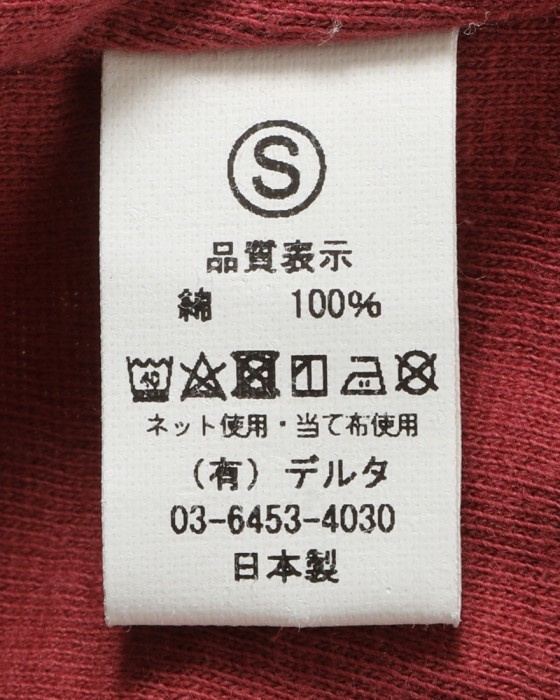 S
品質表示
綿 100%
40
ネット使用・当て布使用
(有) デルタ
03-6453-4030
日本製